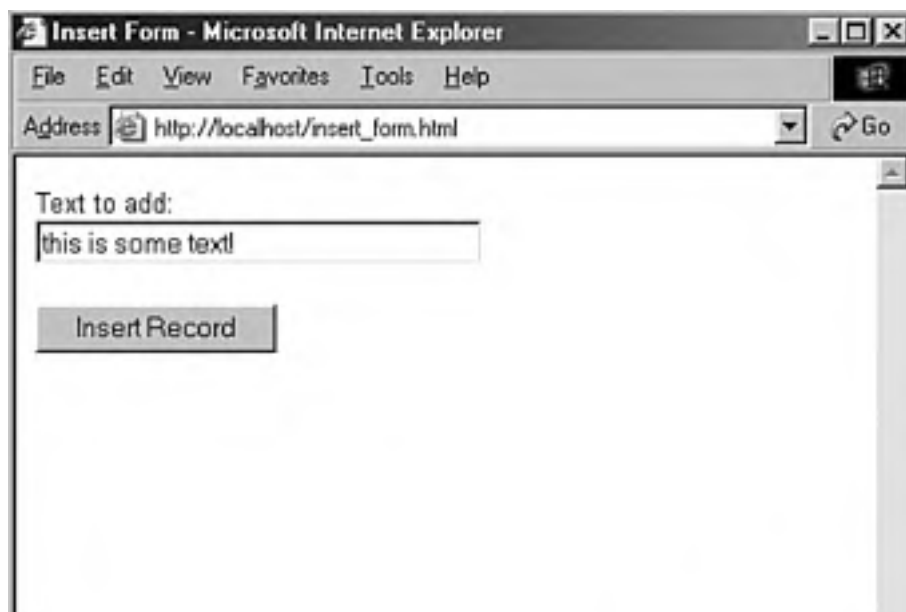 Insert Form - Microsoft Internet Explorer
File Edit View Favorites Tools Help
Address http://localhost/insert_form.html Go
Text to add:
this is some text!
Insert Record